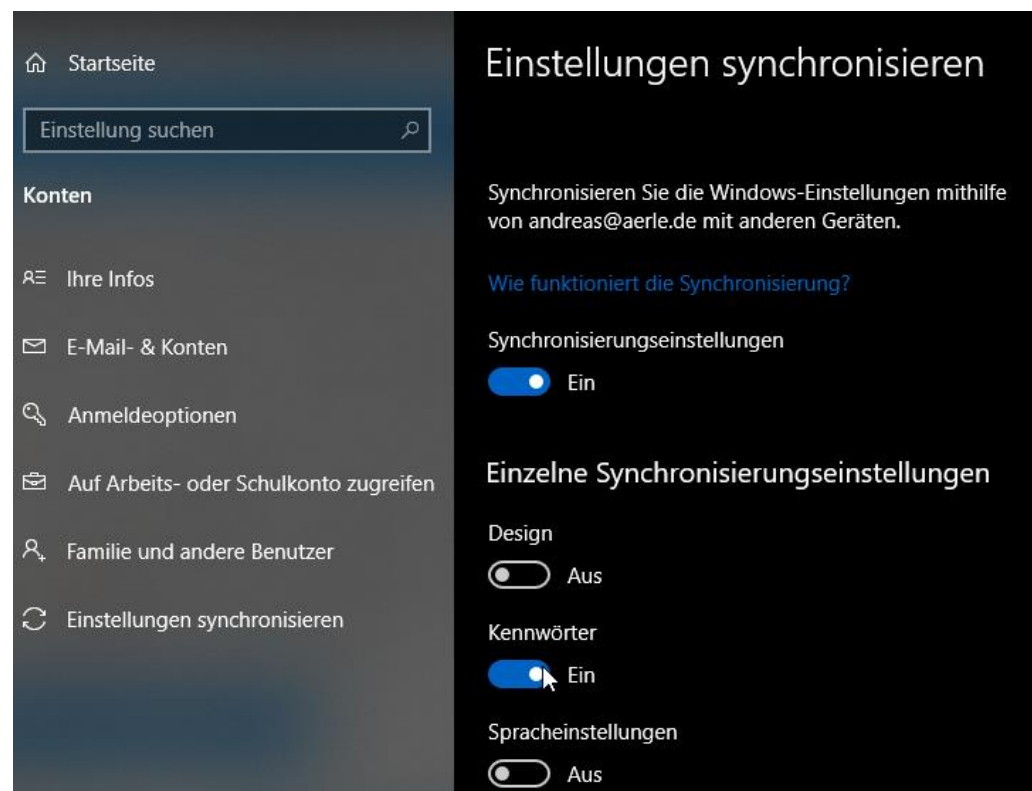 Startseite
Einstellung suchen
Konten
Ihre Infos
E-Mail- & Konten
Anmeldeoptionen
Auf Arbeits- oder Schulkonto zugreifen
Familie und andere Benutzer
Einstellungen synchronisieren
Einstellungen synchronisieren
Synchronisieren Sie die Windows-Einstellungen mithilfe
von andreas@aerle.de mit anderen Geräten.
Wie funktioniert die Synchronisierung?
Synchronisierungseinstellungen
Ein
Einzelne Synchronisierungseinstellungen
Design
Aus
Kennwörter
Ein
Spracheinstellungen
Aus